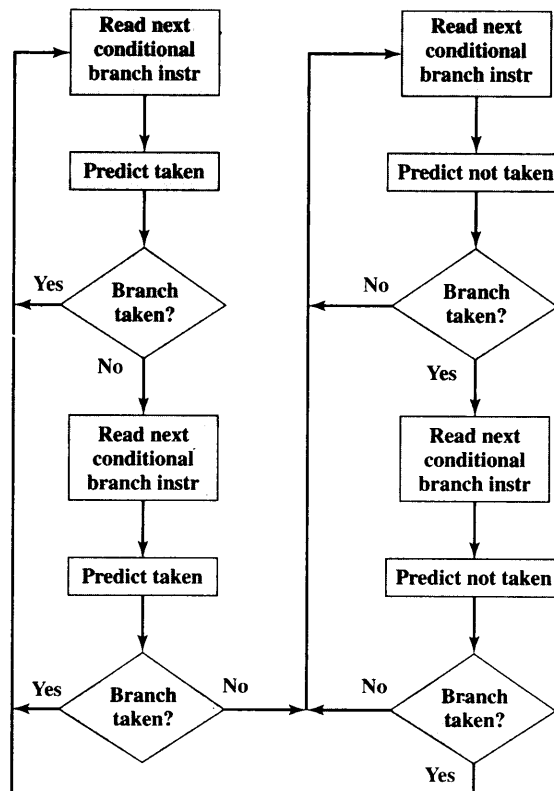 Read next
conditional
branch instr
Predict taken
Yes
Branch
taken?
No
Read next
conditional
branch instr
Predict taken
Yes
Branch
taken?
No
Read next
conditional
branch instr
Predict not taken
No
Branch
taken?
Yes
Read next
conditional
branch instr
Predict not taken
No
Branch
taken?
Yes